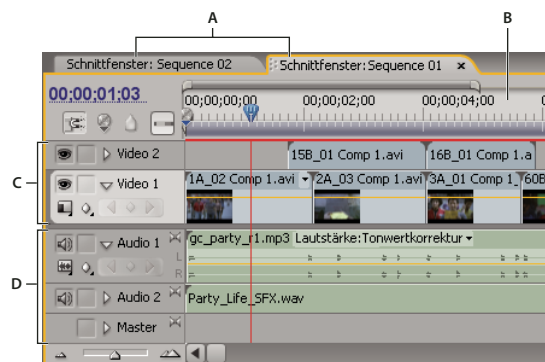 A
B
Schnittfenster: Sequence 02
Schnittfenster: Sequence 01 ×
00;00;01;03
00;00;00;00 00;00;02;00 00;00;04;00
C
Video 2
15B_01 Comp 1.avi
16B_01 Comp 1.a
Video 1
1A_02 Comp 1.avi
2A_03 Comp 1.avi
3A_01 Comp 1
60B
D
Audio 1
gc_party_r1.mp3 Lautstärke:Tonwertkorrektur
L
R
Audio 2
Party_Life_SFX.wav
Master